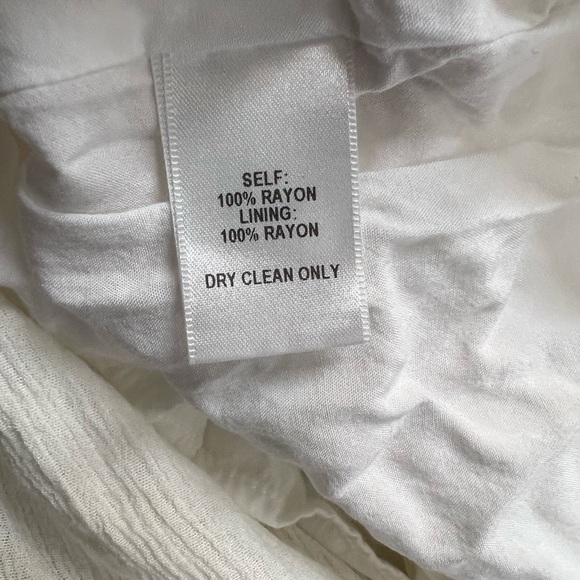 SELF:
100% RAYON
LINING:
100% RAYON
DRY CLEAN ONLY